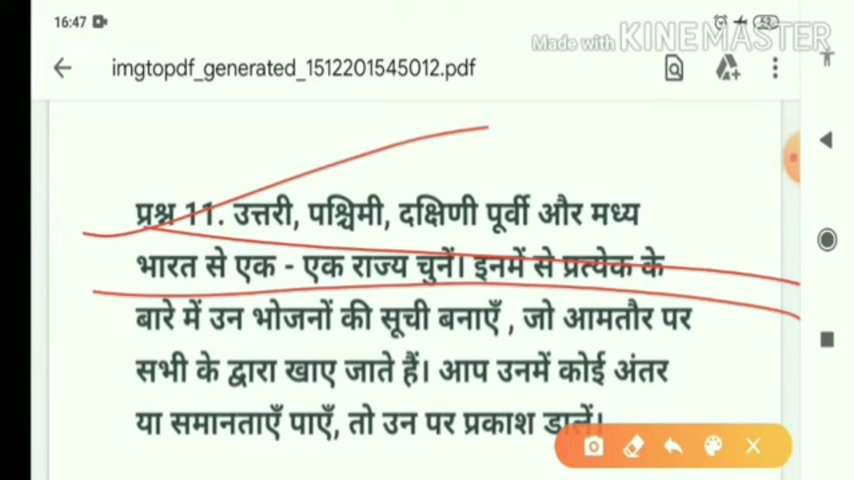 16:47
53
Made with KINEMASTER
imgtopdf_generated_1512201545012.pdf
प्रश्न 11. उत्तरी, पश्चिमी, दक्षिणी पूर्वी और मध्य
भारत से एक - एक राज्य चुनें। इनमें से प्रत्येक के
बारे में उन भोजनों की सूची बनाएँ , जो आमतौर पर
सभी के द्वारा खाए जाते हैं। आप उनमें कोई अंतर
या समानताएँ पाएँ, तो उन पर प्रकाश डालें।